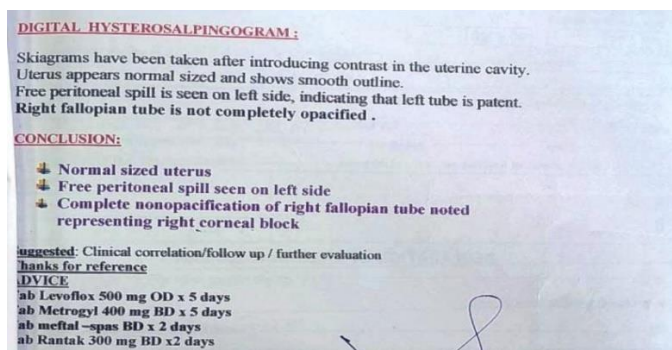 DIGITAL HYSTEROSALPINGOGRAM :
Skiagrams have been taken after introducing contrast in the uterine cavity.
Uterus appears normal sized and shows smooth outline.
Free peritoneal spill is seen on left side, indicating that left tube is patent.
Right fallopian tube is not completely opacified .
CONCLUSION:
Normal sized uterus
Free peritoneal spill seen on left side
Complete nonopacification of right fallopian tube noted
representing right corneal block
uggested: Clinical correlation/follow up / further evaluation
hanks for reference
DVICE
ab Levoflox 500 mg OD x 5 days
ab Metrogyl 400 mg BD x 5 days
ab meftal –spas BD x 2 days
ab Rantak 300 mg BD x2 days